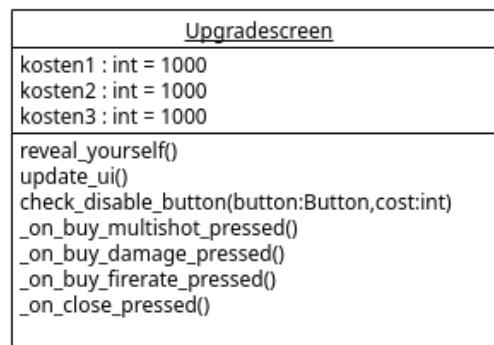 Upgradescreen
kosten1 : int = 1000
kosten2 : int = 1000
kosten3 : int = 1000
reveal_yourself()
update_ui()
check_disable_button(button:Button,cost:int)
_on_buy_multishot_pressed()
_on_buy_damage_pressed()
_on_buy_firerate_pressed()
_on_close_pressed()